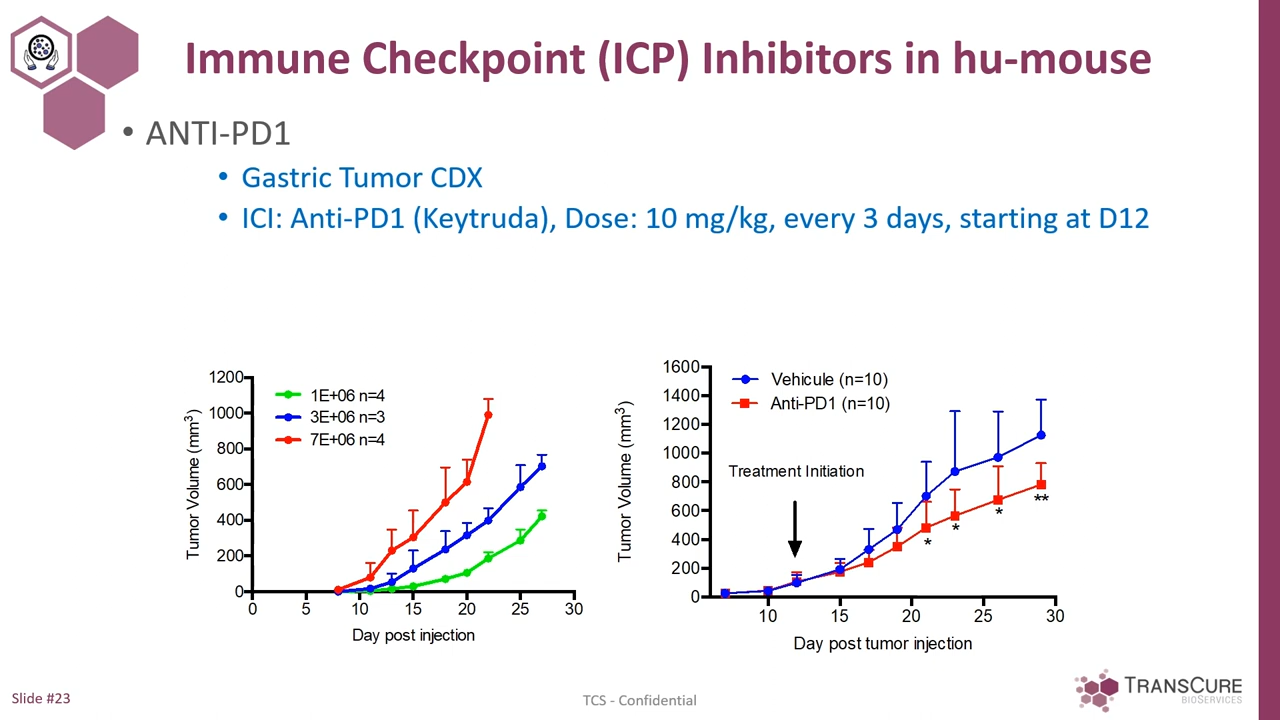 Immune Checkpoint (ICP) Inhibitors in hu-mouse
• ANTI-PD1
• Gastric Tumor CDX
• ICI: Anti-PD1 (Keytruda), Dose: 10 mg/kg, every 3 days, starting at D12
1200
1000
800
600
400
200
0
Tumor Volume (mm³)
1E+06 n=4
3E+06 n=3
7E+06 n=4
0 5 10 15 20 25 30
Day post injection
1600
1400
1200
1000
800
600
400
200
0
Tumor Volume (mm³)
Vehicule (n=10)
Anti-PD1 (n=10)
Treatment Initiation
* * * **
10 15 20 25 30
Day post tumor injection
Slide #23
TCS - Confidential
TRANSCURE
BIOSERVICES